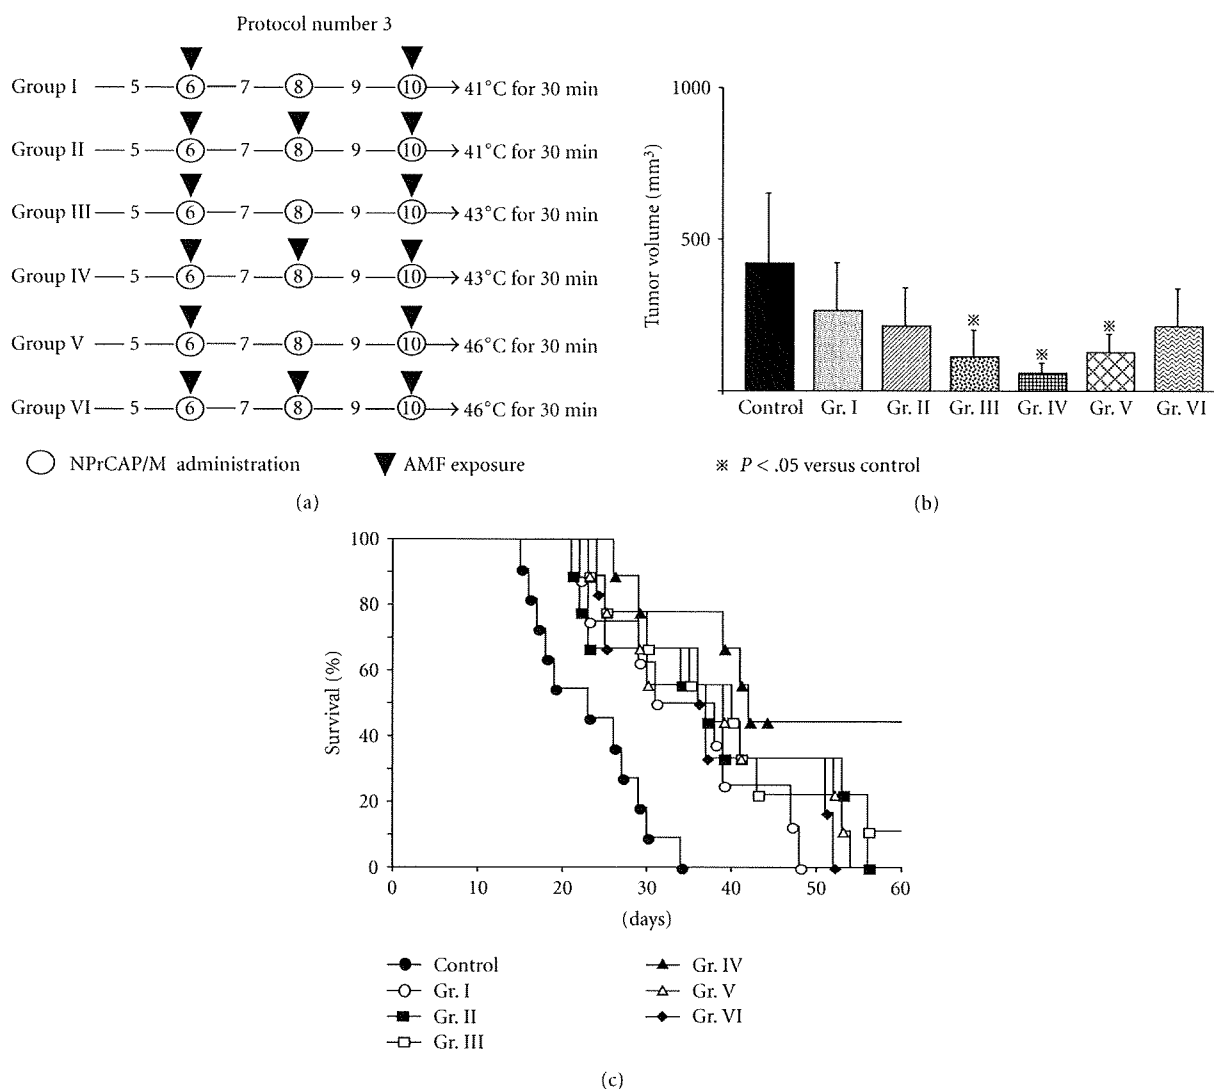 Protocol number 3
Group I 5 6 7 8 9 10 41°C for 30 min
Group II 5 6 7 8 9 10 41°C for 30 min
Group III 5 6 7 8 9 10 43°C for 30 min
Group IV 5 6 7 8 9 10 43°C for 30 min
Group V 5 6 7 8 9 10 46°C for 30 min
Group VI 5 6 7 8 9 10 46°C for 30 min
NPrCAP/M administration
AMF exposure
(a)
Tumor volume (mm³)
1000
500
※ ※ ※
Control Gr. I Gr. II Gr. III Gr. IV Gr. V Gr. VI
※ P < .05 versus control
(b)
Survival (%)
100
80
60
40
20
0
0 10 20 30 40 50 60
(days)
Control
Gr. I
Gr. II
Gr. III
Gr. IV
Gr. V
Gr. VI
(c)